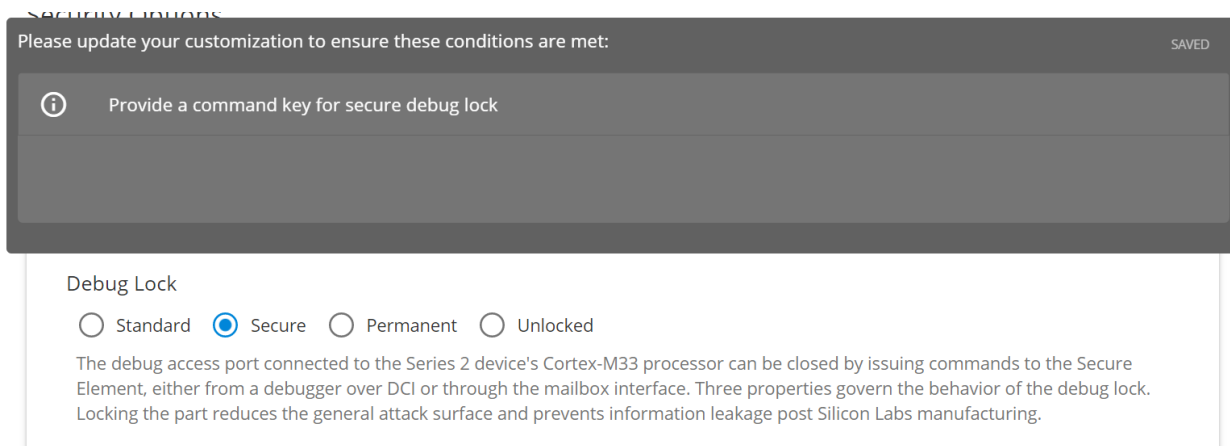 Security Options
Please update your customization to ensure these conditions are met:
SAVED
Provide a command key for secure debug lock
Debug Lock
Standard Secure Permanent Unlocked
The debug access port connected to the Series 2 device's Cortex-M33 processor can be closed by issuing commands to the Secure
Element, either from a debugger over DCI or through the mailbox interface. Three properties govern the behavior of the debug lock.
Locking the part reduces the general attack surface and prevents information leakage post Silicon Labs manufacturing.